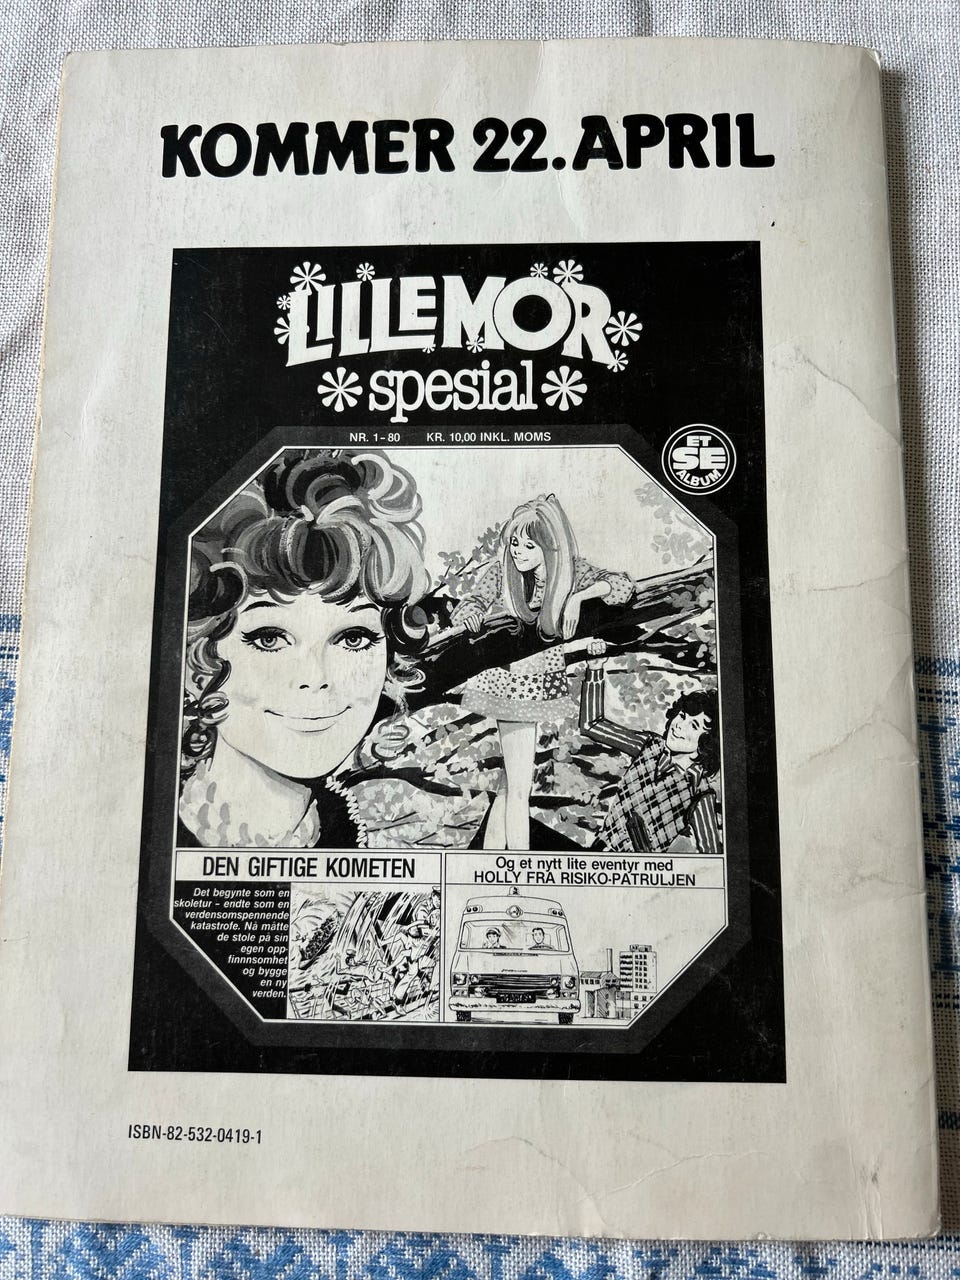 KOMMER 22. APRIL
LILLEMOR
spesial
NR. 1-80 KR. 10,00 INKL. MOMS
ET
SE
ALBUM
DEN GIFTIGE KOMETEN
Det begynte som en
skoletur - endte som en
verdensomspennende
katastrofe. Nå måtte
de stole på sin
egen opp-
finnnsomhet
og bygge
en ny
verden.
Og et nytt lite eventyr med
HOLLY FRA RISIKO-PATRULJEN
ISBN-82-532-0419-1